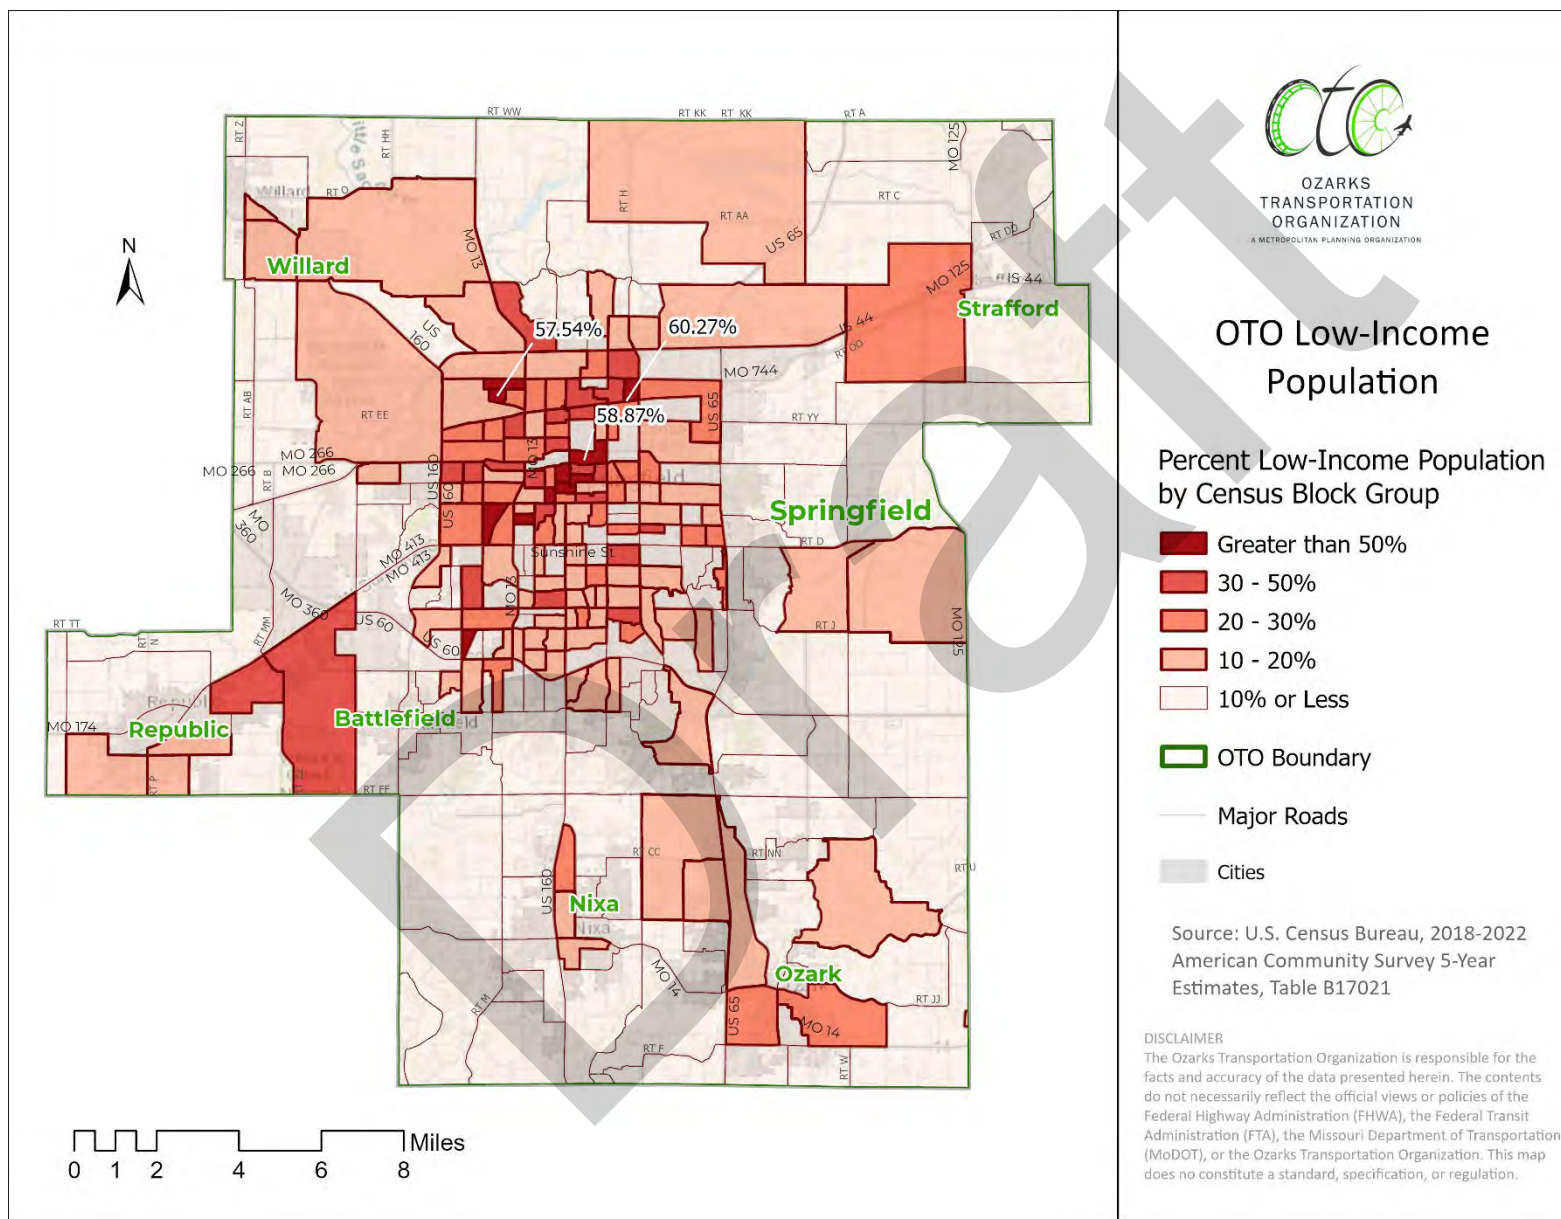 RT WW
RT KK
RT KK
RT A
RT Z
RT HH
MO 125
Willard
RT O
RT H
RT C
RT AA
RT DD
US 65
MO 13
N
Willard
MO 125
IS 44
Strafford
US 160
57.54%
60.27%
IS 44
RT OO
MO 744
RT AB
RT EE
58.87%
US 65
RT YY
MO 13
MO 266
MO 266
MO 266
RT B
US 160
US 60
Springfield
MO 360
MO 413
MO 413
Sunshine St
RT D
MO 360
MO 13
RT TT
RT N
RT MM
US 60
US 60
RT J
MO 125
MO 174
Republic
Battlefield
RT P
RT FF
RT CC
RT NN
RT U
US 160
Nixa
Nixa
Ozark
MO 14
RT M
US 65
MO 14
RT JJ
RT F
RT W
Miles
0 1 2 4 6 8
Draft
OZARKS
TRANSPORTATION
ORGANIZATION
A METROPOLITAN PLANNING ORGANIZATION
OTO Low-Income
Population
Percent Low-Income Population
by Census Block Group
Greater than 50%
30 - 50%
20 - 30%
10 - 20%
10% or Less
OTO Boundary
Major Roads
Cities
Source: U.S. Census Bureau, 2018-2022
American Community Survey 5-Year
Estimates, Table B17021
DISCLAIMER
The Ozarks Transportation Organization is responsible for the
facts and accuracy of the data presented herein. The contents
do not necessarily reflect the official views or policies of the
Federal Highway Administration (FHWA), the Federal Transit
Administration (FTA), the Missouri Department of Transportation
(MoDOT), or the Ozarks Transportation Organization. This map
does no constitute a standard, specification, or regulation.